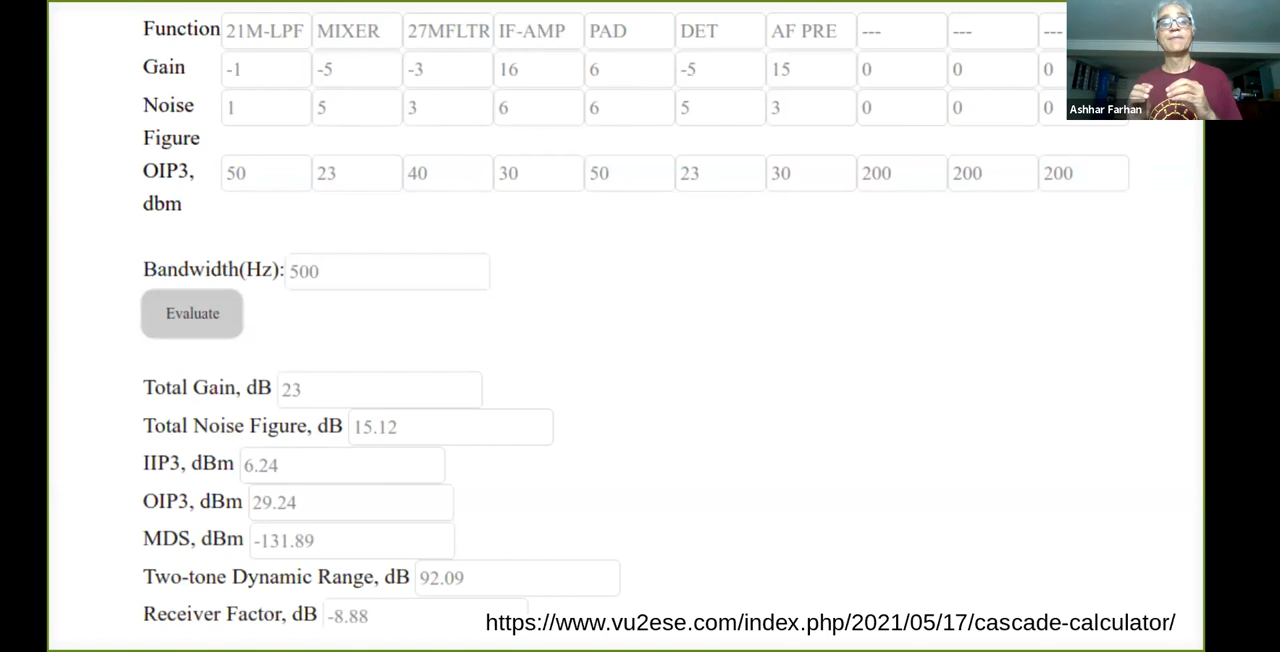 Function 21M-LPF MIXER 27MFLTR IF-AMP PAD DET AF PRE --- --- ---
Gain -1 -5 -3 16 6 -5 15 0 0 0
Noise Figure 1 5 3 6 6 5 3 0 0 0
OIP3, dbm 50 23 40 30 50 23 30 200 200 200
Ashhar Farhan
Bandwidth(Hz): 500
Evaluate
Total Gain, dB 23
Total Noise Figure, dB 15.12
IIP3, dBm 6.24
OIP3, dBm 29.24
MDS, dBm -131.89
Two-tone Dynamic Range, dB 92.09
Receiver Factor, dB -8.88
https://www.vu2ese.com/index.php/2021/05/17/cascade-calculator/